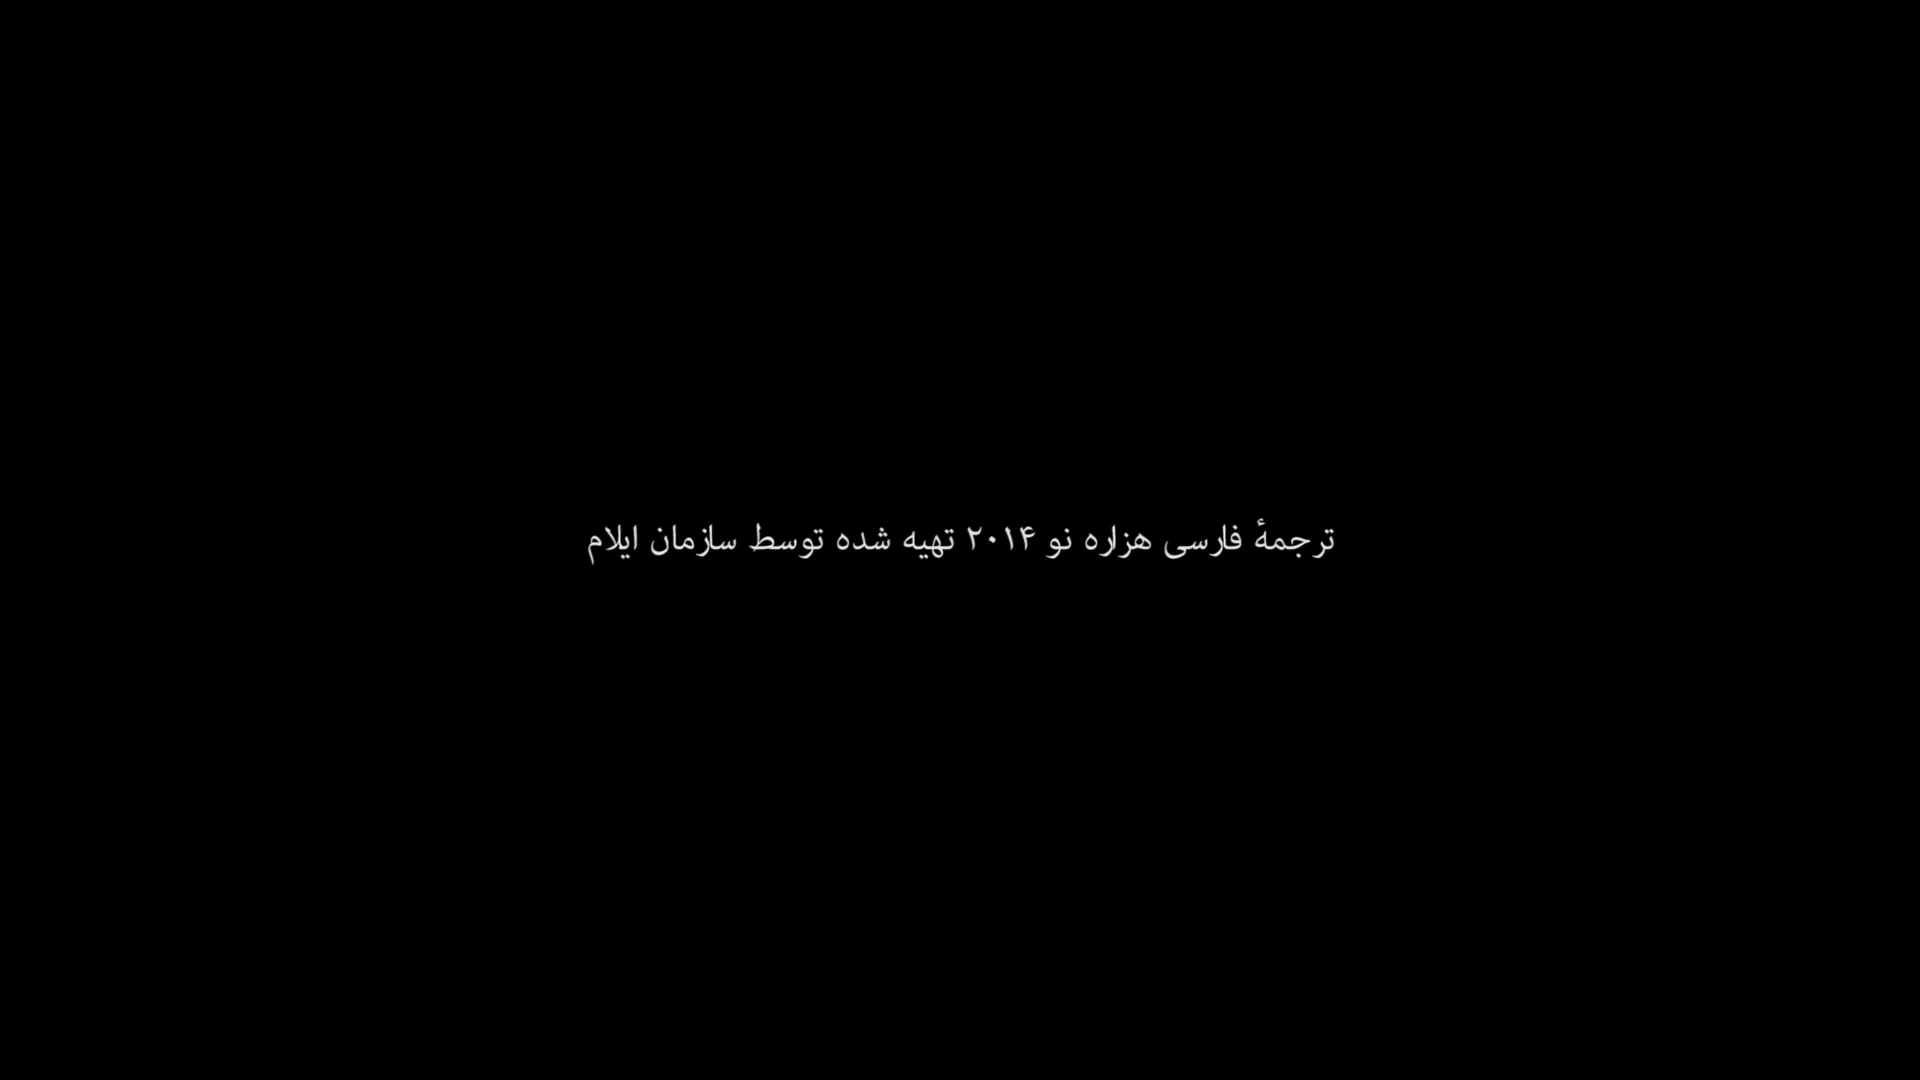 ترجمهٔ فارسی هزاره نو ۲۰۱۴ تهیه شده توسط سازمان ایلام